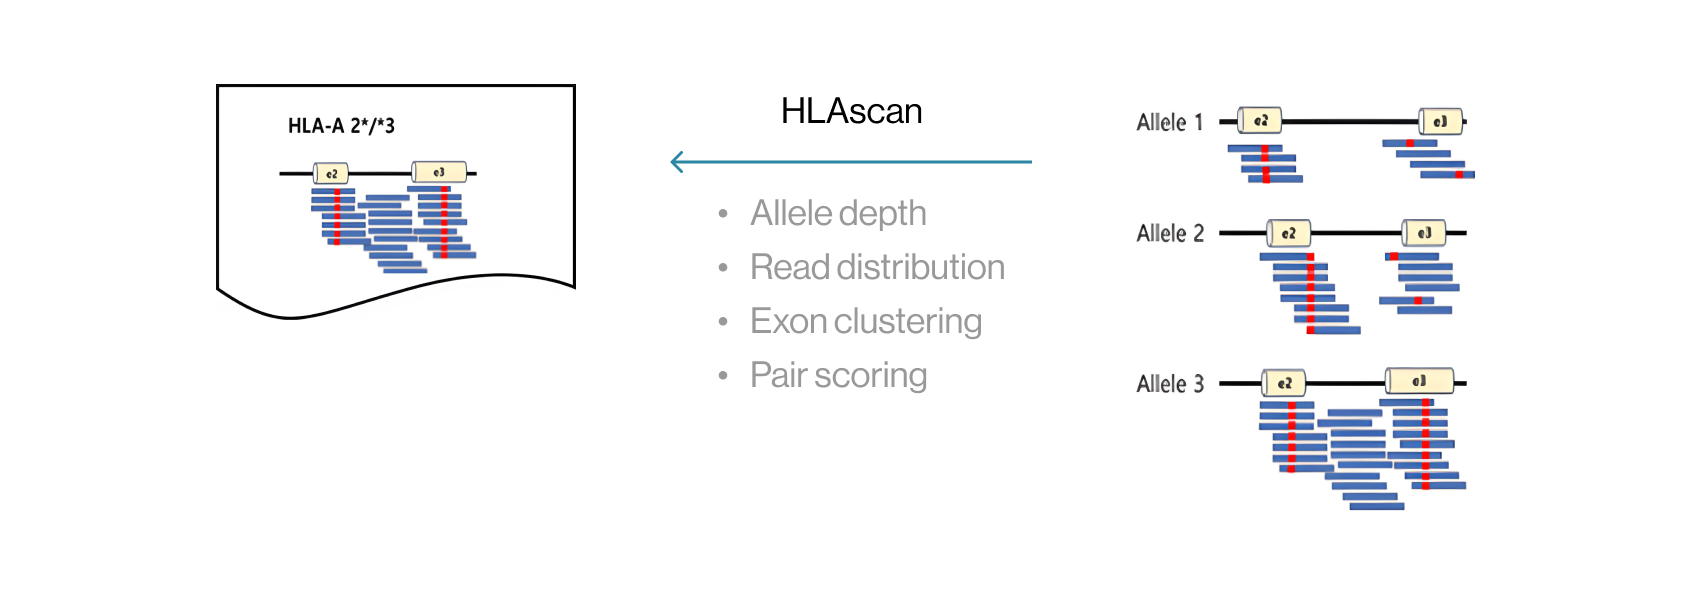 HLA-A 2*/*3
e2 e3
HLAscan
• Allele depth
• Read distribution
• Exon clustering
• Pair scoring
Allele 1
e2 e3
Allele 2
e2 e3
Allele 3
e2 e3